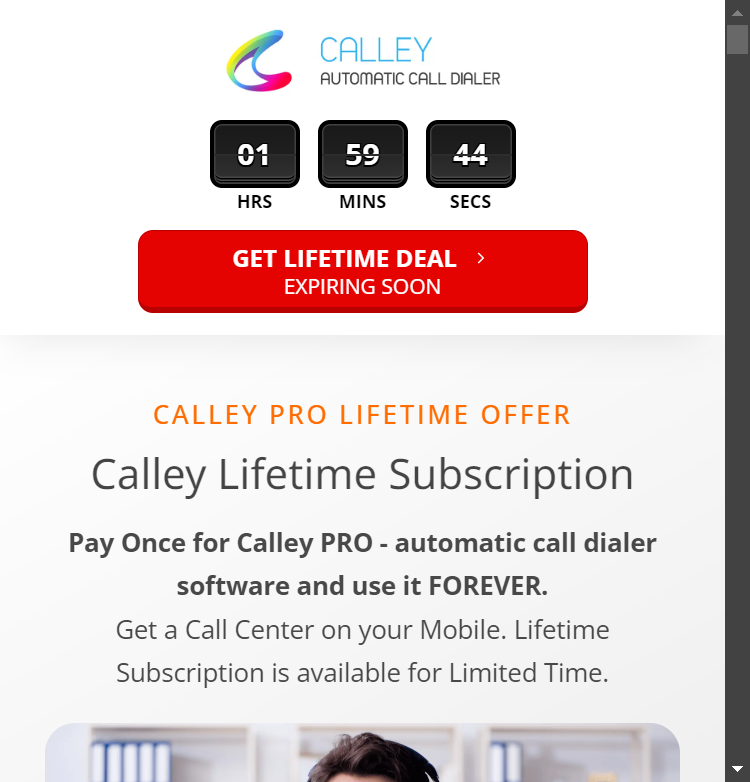 CALLEY
AUTOMATIC CALL DIALER
01 59 44
HRS MINS SECS
GET LIFETIME DEAL
EXPIRING SOON
CALLEY PRO LIFETIME OFFER
Calley Lifetime Subscription
Pay Once for Calley PRO - automatic call dialer
software and use it FOREVER.
Get a Call Center on your Mobile. Lifetime
Subscription is available for Limited Time.